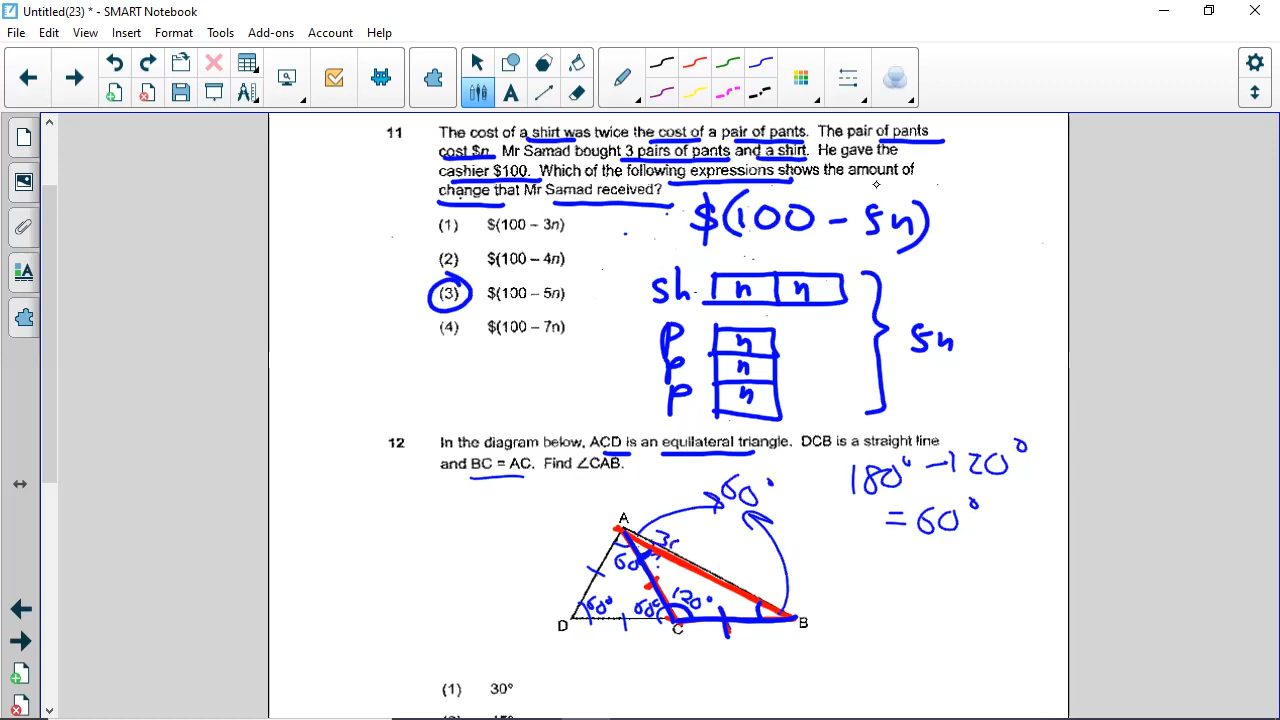 Untitled(23) * - SMART Notebook
File Edit View Insert Format Tools Add-ons Account Help
11 The cost of a shirt was twice the cost of a pair of pants. The pair of pants
cost $n. Mr Samad bought 3 pairs of pants and a shirt. He gave the
cashier $100. Which of the following expressions shows the amount of
change that Mr Samad received?
$(100 - 5n)
(1) $(100 – 3n)
(2) $(100 – 4n)
(3) $(100 – 5n)
(4) $(100 – 7n)
sh n n
p n
p n
p n
5n
12 In the diagram below, ACD is an equilateral triangle. DCB is a straight line
and BC = AC. Find ∠CAB.
180° - 120°
= 60°
60°
A
60°
?
60° 60° 120°
D C B
(1) 30°